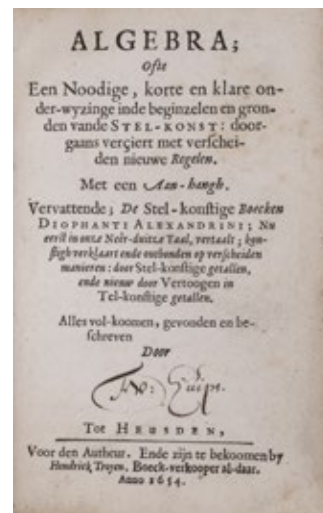 ALGEBRA;
Ofte
Een Noodige, korte en klare on-
der-wyzinge inde beginzelen en gron-
den vande STEL-KONST: door-
gaans verçiert met verschei-
den nieuwe Regelen.
Met een Aan-hangh.
Vervattende; De Stel-konstige Boecken
DIOPHANTI ALEXANDRINI; Nu
eerst in onze Neêr-duitze Taal, vertaalt; kon-
stigh verklaart ende ontbonden op verscheiden
manieren: door Stel-konstige getallen,
ende nieuw door Vertoogen in
Tel-konstige getallen.
Alles vol-koomen, gevonden en be-
schreven
Door
Tot HEUSDEN,
Voor den Autheur. Ende zijn te bekoomen by
Hendrick Troyen. Boeck-verkooper al-daar.
Anno 1654.